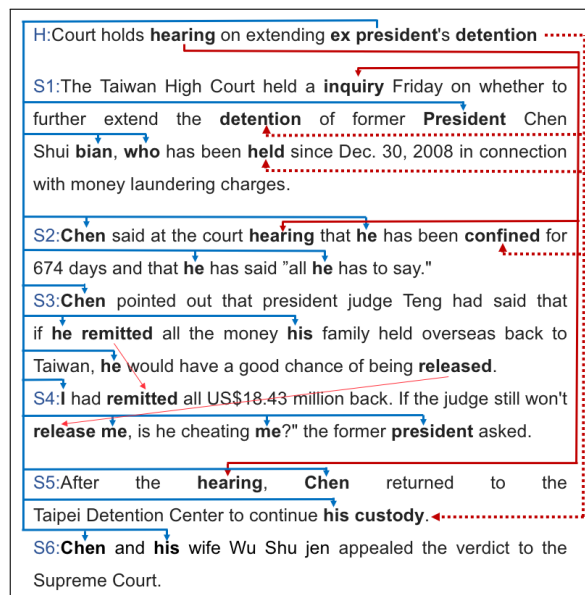 H:Court holds hearing on extending ex president's detention
S1:The Taiwan High Court held a inquiry Friday on whether to
further extend the detention of former President Chen
Shui bian, who has been held since Dec. 30, 2008 in connection
with money laundering charges.
S2:Chen said at the court hearing that he has been confined for
674 days and that he has said "all he has to say."
S3:Chen pointed out that president judge Teng had said that
if he remitted all the money his family held overseas back to
Taiwan, he would have a good chance of being released.
S4:I had remitted all US$18.43 million back. If the judge still won't
release me, is he cheating me?" the former president asked.
S5:After the hearing, Chen returned to the
Taipei Detention Center to continue his custody.
S6:Chen and his wife Wu Shu jen appealed the verdict to the
Supreme Court.